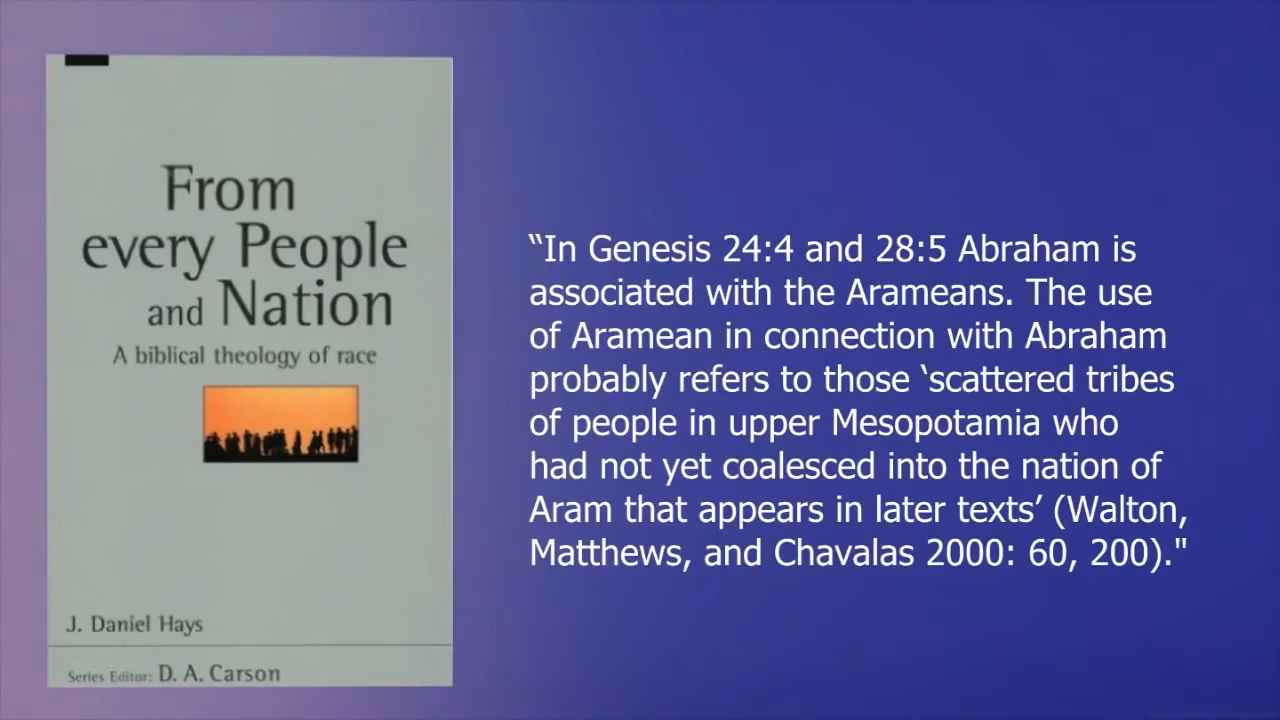 From
every People
and Nation
A biblical theology of race
J. Daniel Hays
Series Editor: D. A. Carson
“In Genesis 24:4 and 28:5 Abraham is
associated with the Arameans. The use
of Aramean in connection with Abraham
probably refers to those ‘scattered tribes
of people in upper Mesopotamia who
had not yet coalesced into the nation of
Aram that appears in later texts’ (Walton,
Matthews, and Chavalas 2000: 60, 200)."